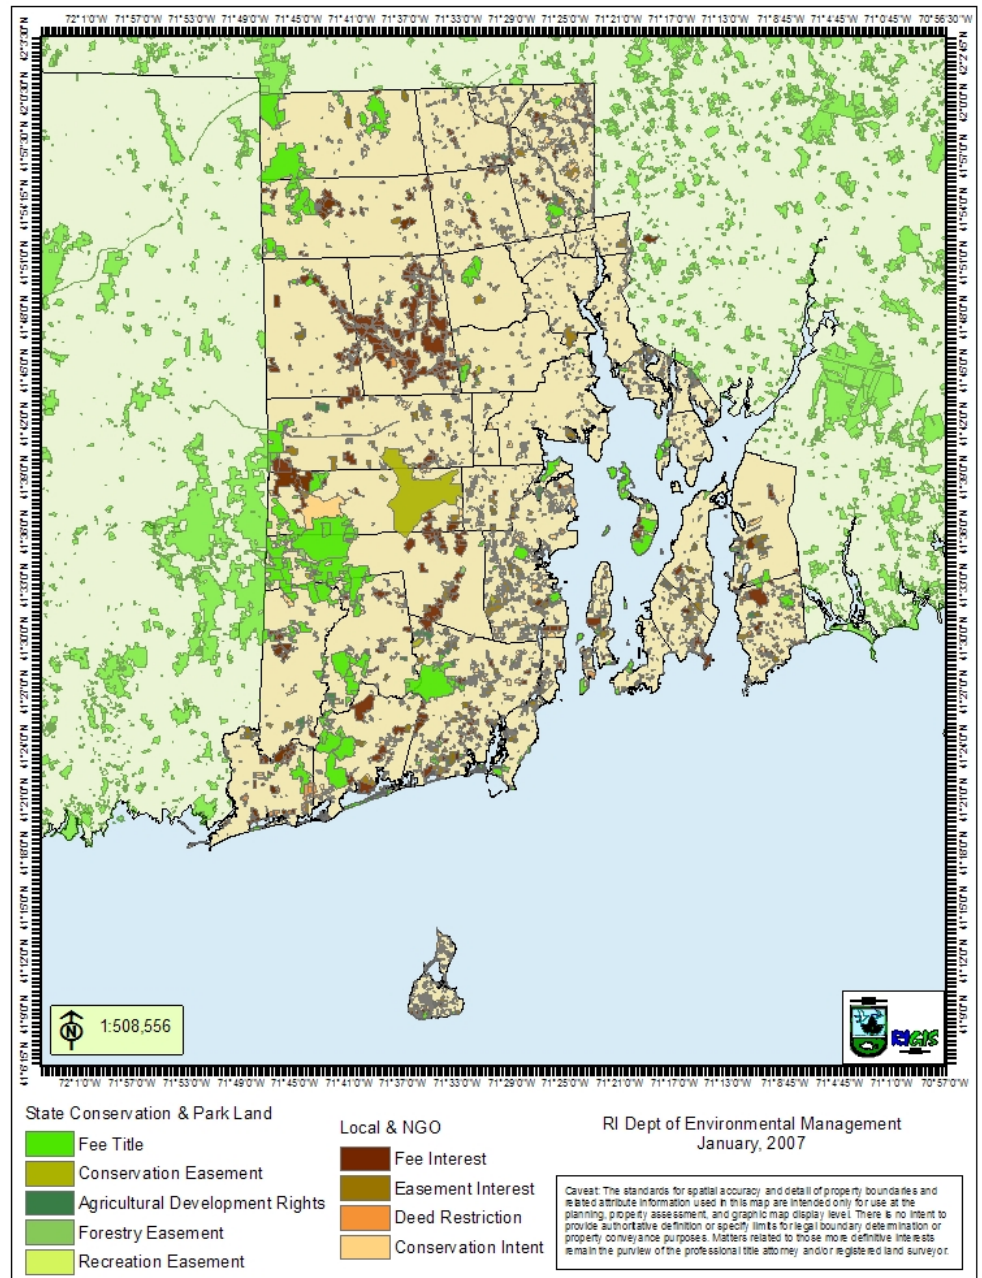 72°1'0"W 71°57'0"W 71°53'0"W 71°49'0"W 71°45'0"W 71°41'0"W 71°37'0"W 71°33'0"W 71°29'0"W 71°25'0"W 71°21'0"W 71°17'0"W 71°13'0"W 71°8'45"W 71°4'45"W 71°0'45"W 70°56'30"W
1:508,556
N
RIGIS
72°1'0"W 71°57'0"W 71°53'0"W 71°49'0"W 71°45'0"W 71°41'0"W 71°37'0"W 71°33'0"W 71°29'0"W 71°25'0"W 71°21'0"W 71°17'0"W 71°13'0"W 71°8'45"W 71°4'45"W 71°1'0"W 70°57'0"W
State Conservation & Park Land
Fee Title
Conservation Easement
Agricultural Development Rights
Forestry Easement
Recreation Easement
Local & NGO
Fee Interest
Easement Interest
Deed Restriction
Conservation Intent
RI Dept of Environmental Management
January, 2007
Caveat: The standards for spatial accuracy and detail of property boundaries and
related attribute information used in this map are intended only for use at the
planning, property assessment, and graphic map display level. There is no intent to
provide authoritative definition or specify limits for legal boundary determination or
property conveyance purposes. Matters related to those more definitive interests
remain the purview of the professional title attorney and/or registered land surveyor.